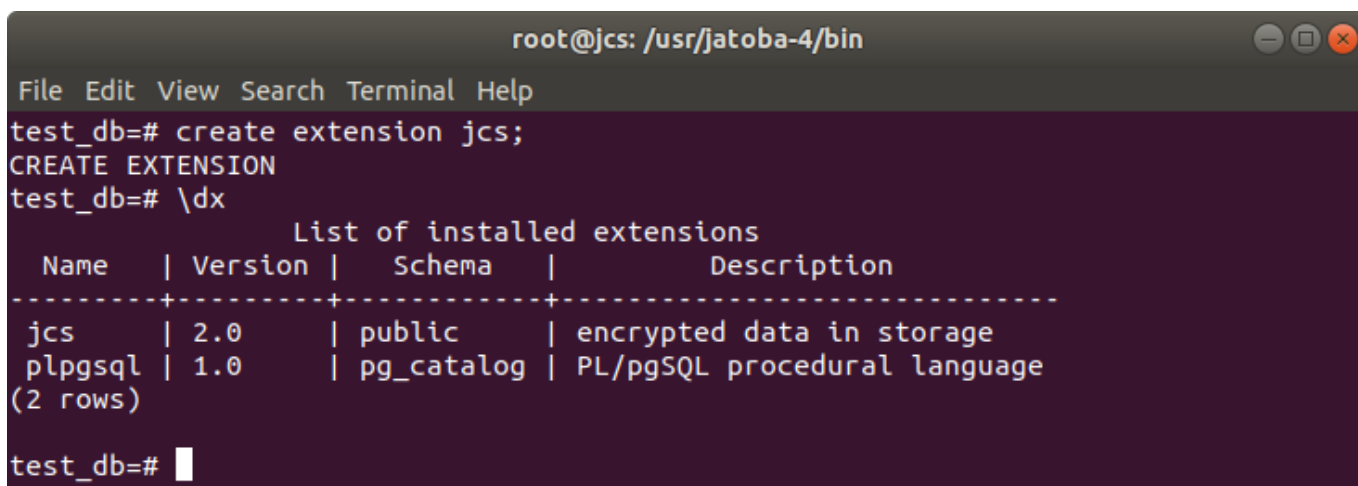 root@jcs: /usr/jatoba-4/bin
File Edit View Search Terminal Help
test_db=# create extension jcs;
CREATE EXTENSION
test_db=# \dx
                 List of installed extensions
  Name   | Version |   Schema   |         Description
---------+---------+------------+------------------------------
 jcs     | 2.0     | public     | encrypted data in storage
 plpgsql | 1.0     | pg_catalog | PL/pgSQL procedural language
(2 rows)
test_db=#